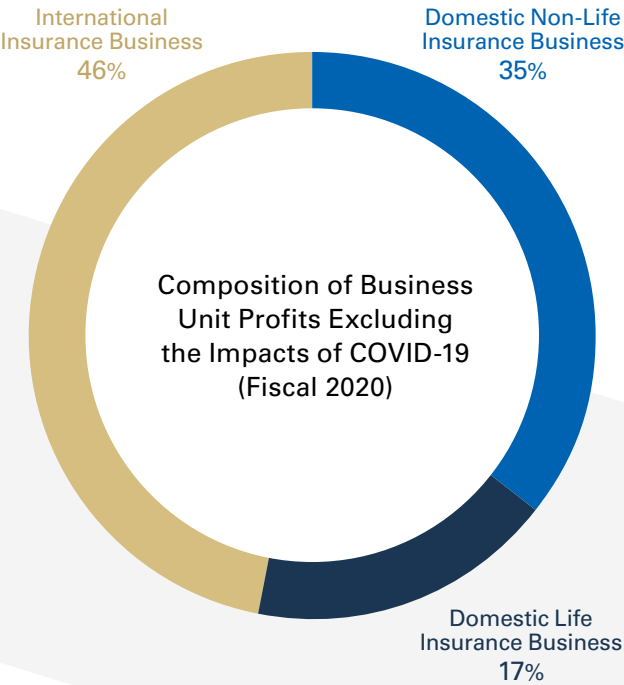 International
Insurance Business
46%
Domestic Non-Life
Insurance Business
35%
Composition of Business
Unit Profits Excluding
the Impacts of COVID-19
(Fiscal 2020)
Domestic Life
Insurance Business
17%